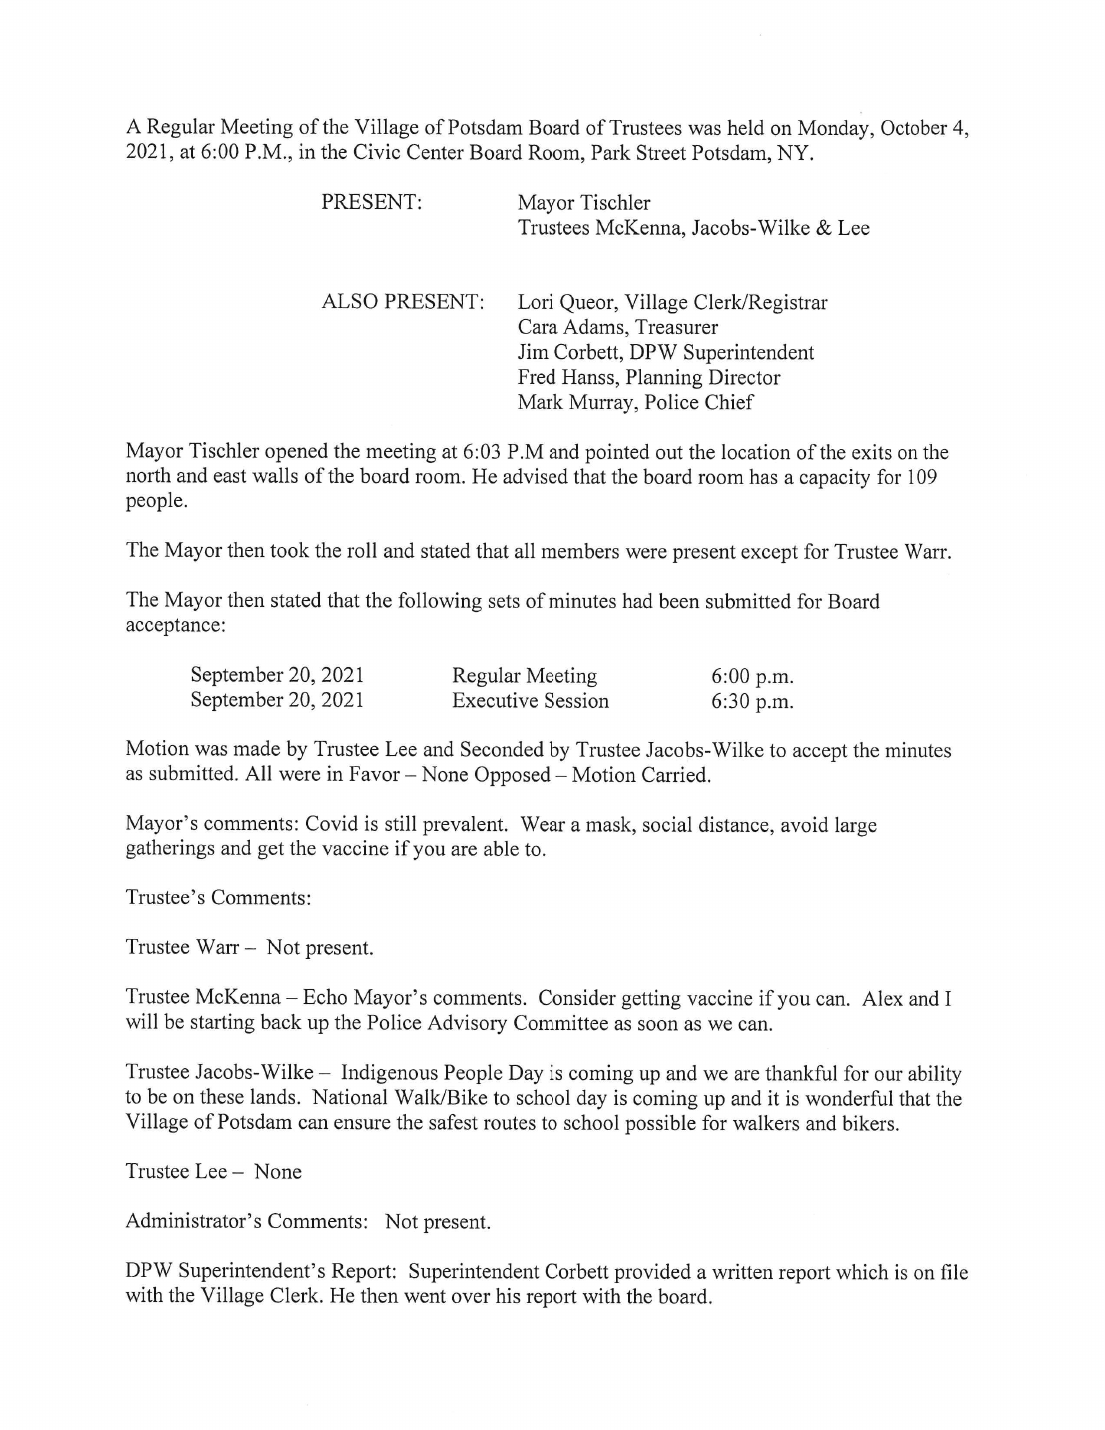 A Regular Meeting of the Village of Potsdam Board of Trustees was held on Monday, October 4,
2021, at 6:00 P.M., in the Civic Center Board Room, Park Street Potsdam, NY.
PRESENT: Mayor Tischler
Trustees McKenna, Jacobs-Wilke & Lee
ALSO PRESENT: Lori Queor, Village Clerk/Registrar
Cara Adams, Treasurer
Jim Corbett, DPW Superintendent
Fred Hanss, Planning Director
Mark Murray, Police Chief
Mayor Tischler opened the meeting at 6:03 P.M and pointed out the location of the exits on the
north and east walls of the board room. He advised that the board room has a capacity for 109
people.
The Mayor then took the roll and stated that all members were present except for Trustee Warr.
The Mayor then stated that the following sets of minutes had been submitted for Board
acceptance:
September 20, 2021 Regular Meeting 6:00 p.m.
September 20, 2021 Executive Session 6:30 p.m.
Motion was made by Trustee Lee and Seconded by Trustee Jacobs-Wilke to accept the minutes
as submitted. All were in Favor – None Opposed – Motion Carried.
Mayor's comments: Covid is still prevalent. Wear a mask, social distance, avoid large
gatherings and get the vaccine if you are able to.
Trustee's Comments:
Trustee Warr – Not present.
Trustee McKenna – Echo Mayor's comments. Consider getting vaccine if you can. Alex and I
will be starting back up the Police Advisory Committee as soon as we can.
Trustee Jacobs-Wilke – Indigenous People Day is coming up and we are thankful for our ability
to be on these lands. National Walk/Bike to school day is coming up and it is wonderful that the
Village of Potsdam can ensure the safest routes to school possible for walkers and bikers.
Trustee Lee – None
Administrator's Comments: Not present.
DPW Superintendent's Report: Superintendent Corbett provided a written report which is on file
with the Village Clerk. He then went over his report with the board.